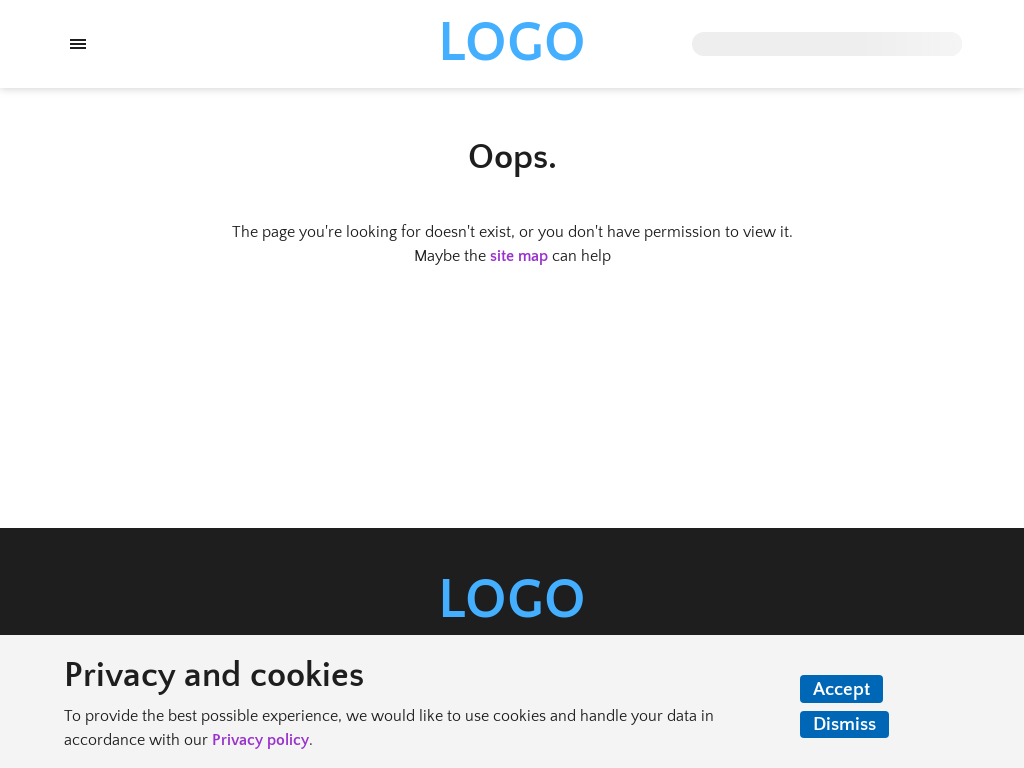 LOGO
Oops.
The page you're looking for doesn't exist, or you don't have permission to view it.
Maybe the site map can help
LOGO
Privacy and cookies
To provide the best possible experience, we would like to use cookies and handle your data in
accordance with our Privacy policy.
Accept
Dismiss